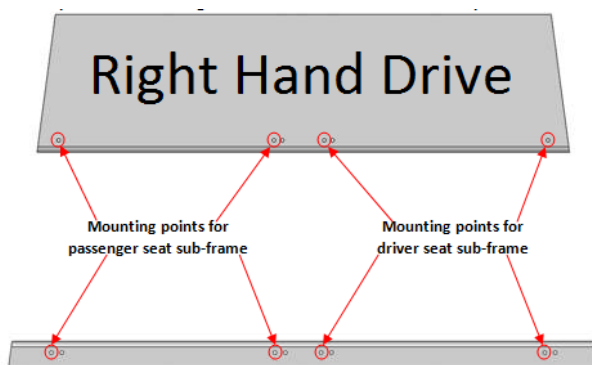 Right Hand Drive
Mounting points for
passenger seat sub-frame
Mounting points for
driver seat sub-frame